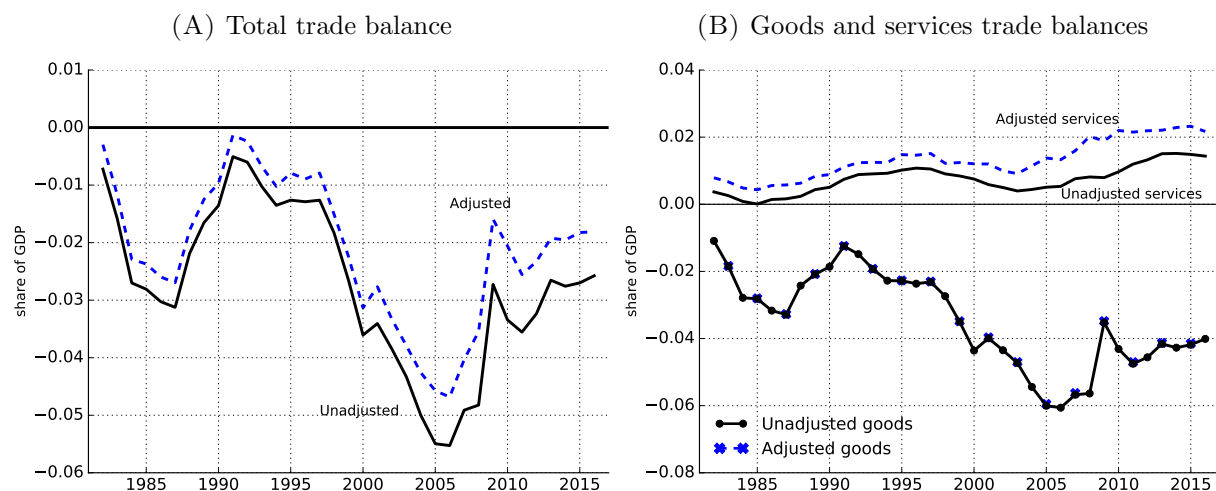 (A) Total trade balance
0.01
0.00
−0.01
−0.02
−0.03
−0.04
−0.05
−0.06
share of GDP
Adjusted
Unadjusted
1985 1990 1995 2000 2005 2010 2015
(B) Goods and services trade balances
0.04
0.02
0.00
−0.02
−0.04
−0.06
−0.08
share of GDP
Adjusted services
Unadjusted services
Unadjusted goods
Adjusted goods
1985 1990 1995 2000 2005 2010 2015